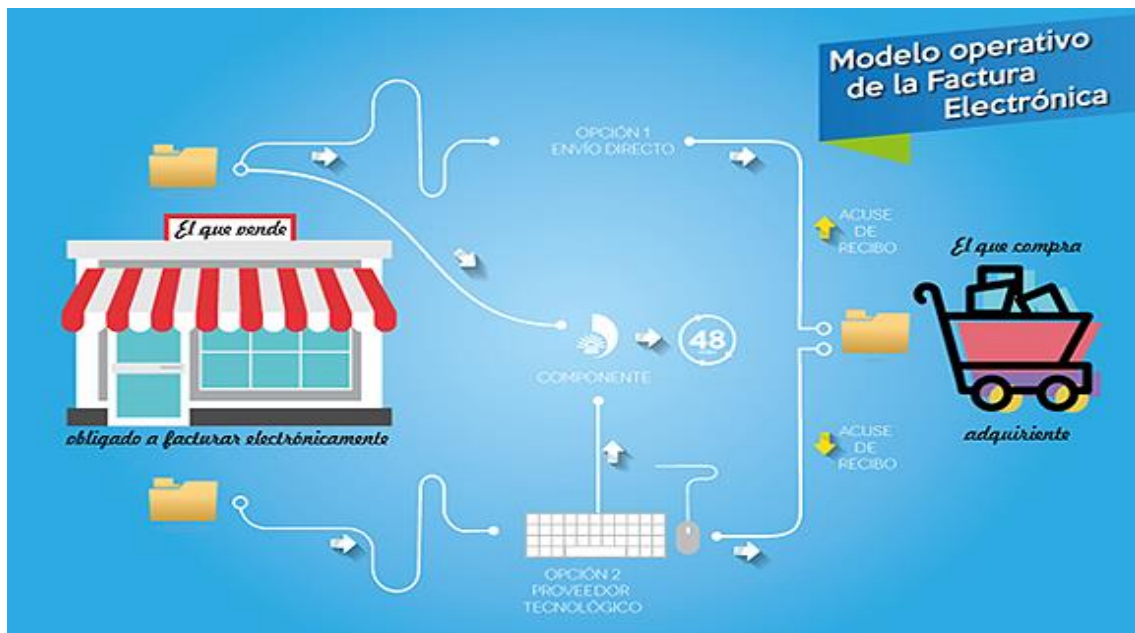 Modelo operativo
de la Factura
Electrónica
OPCIÓN 1
ENVÍO DIRECTO
El que vende
ACUSE
DE
RECIBO
El que compra
48
COMPONENTE
obligado a facturar electrónicamente
ACUSE
DE
RECIBO
adquiriente
OPCIÓN 2
PROVEEDOR
TECNOLÓGICO